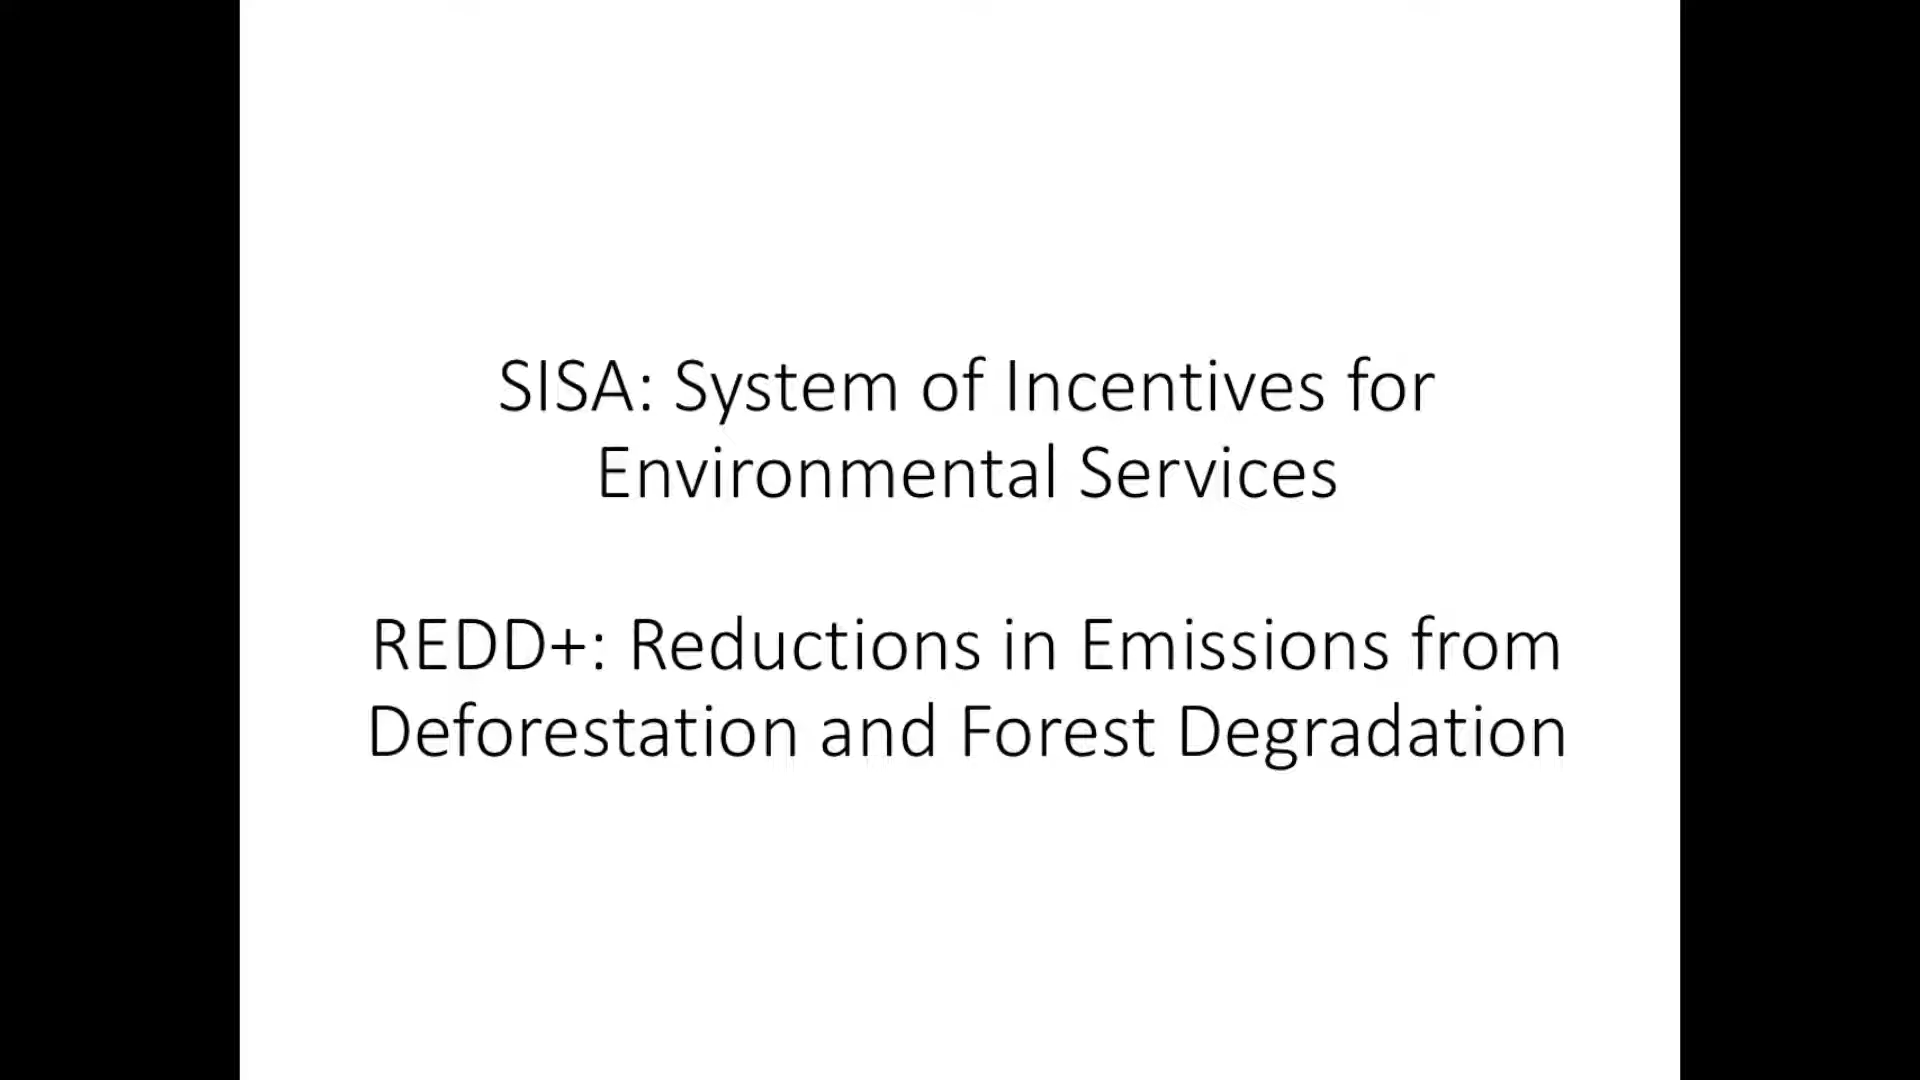 SISA: System of Incentives for
Environmental Services
REDD+: Reductions in Emissions from
Deforestation and Forest Degradation